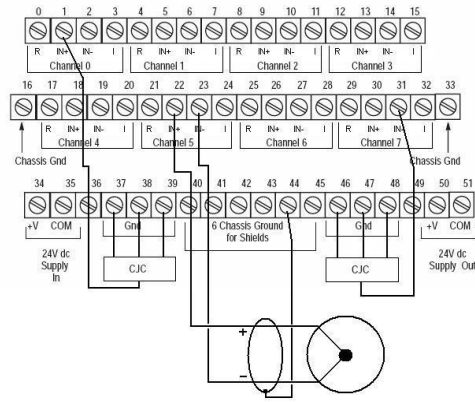 0 1 2 3 4 5 6 7 8 9 10 11 12 13 14 15
R IN+ IN- I R IN+ IN- I R IN+ IN- I R IN+ IN- I
Channel 0 Channel 1 Channel 2 Channel 3
16 17 18 19 20 21 22 23 24 25 26 27 28 29 30 31 32 33
R IN+ IN- I R IN+ IN- I R IN+ IN- I R IN+ IN- I
Channel 4 Channel 5 Channel 6 Channel 7
Chassis Gnd Chassis Gnd
34 35 36 37 38 39 40 41 42 43 44 45 46 47 48 49 50 51
+V COM Gnd 6 Chassis Ground Gnd +V COM
for Shields
24V dc 24V dc
Supply CJC CJC Supply Out
In
+
−